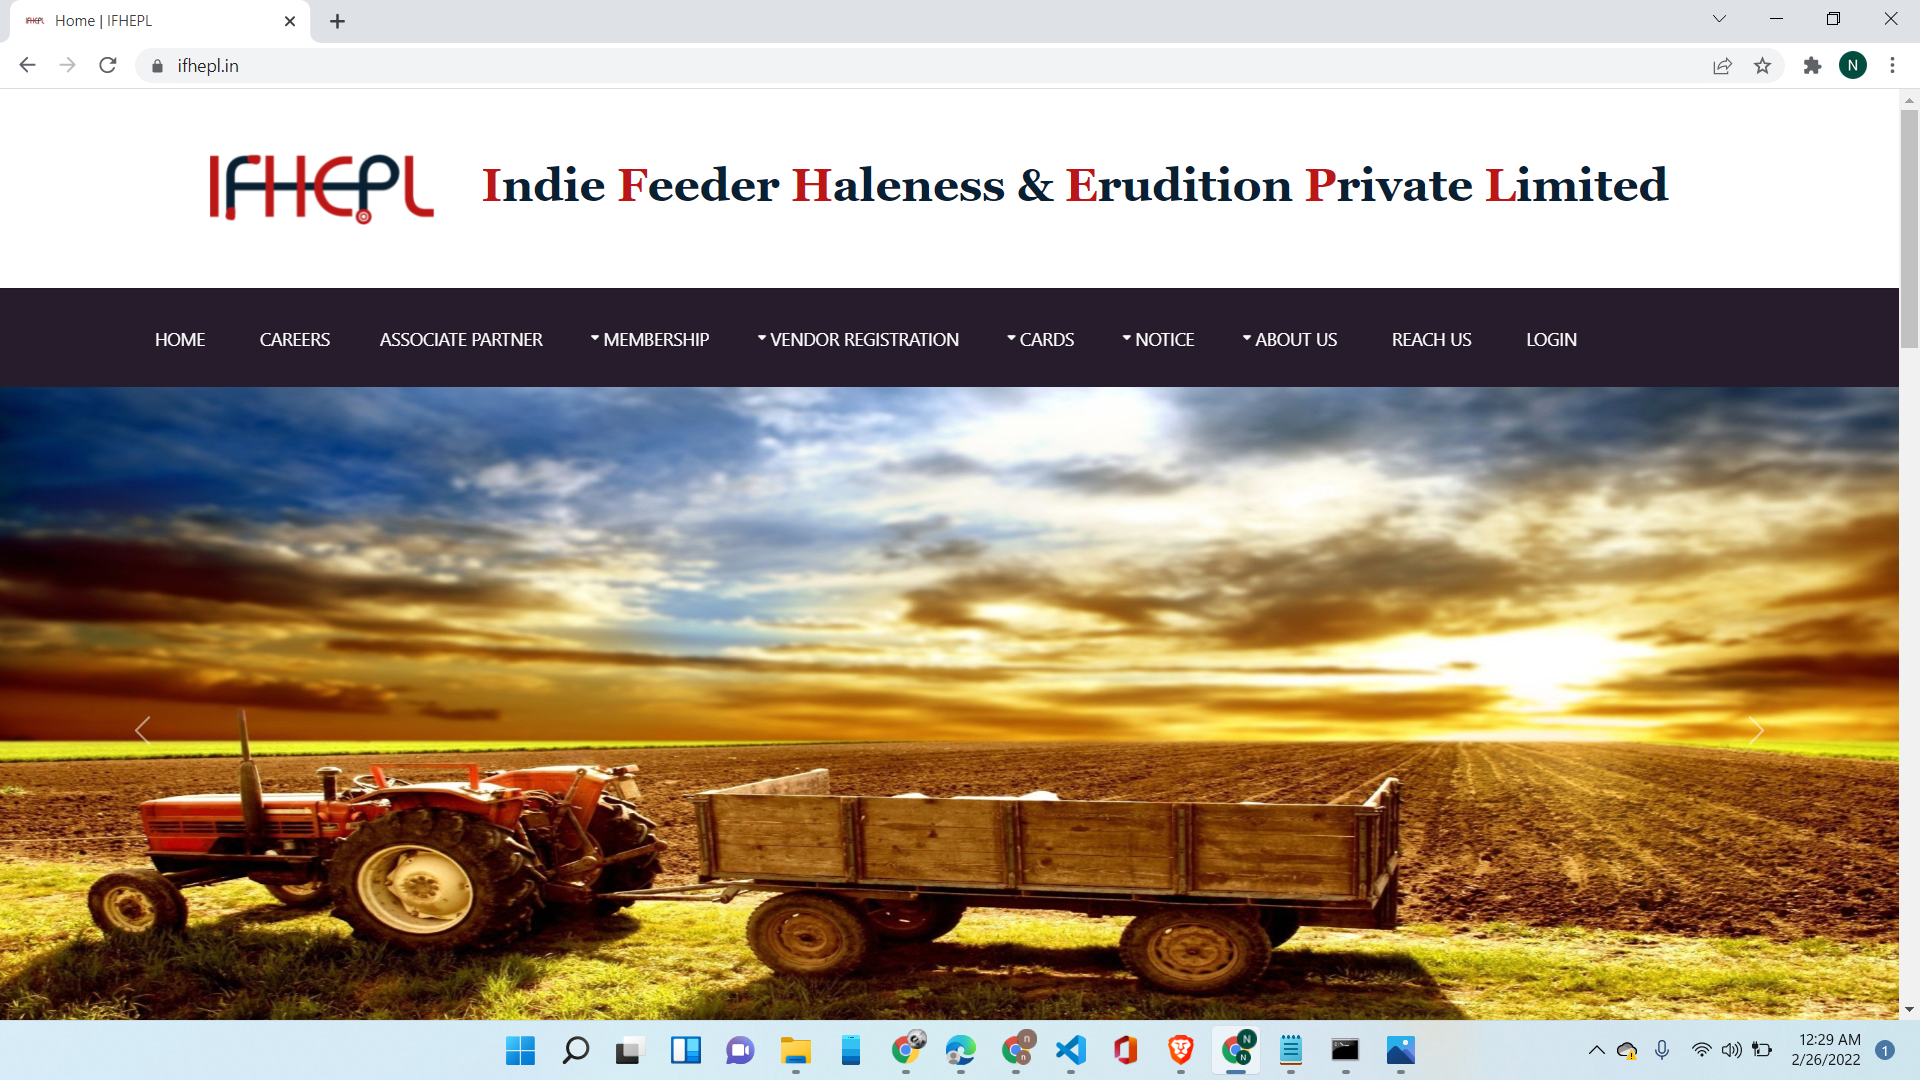 Home | IFHEPL
ifhepl.in
N
IFHEPL
Indie Feeder Haleness & Erudition Private Limited
HOME CAREERS ASSOCIATE PARTNER MEMBERSHIP VENDOR REGISTRATION CARDS NOTICE ABOUT US REACH US LOGIN
n
n
N
N
12:29 AM
2/26/2022
1